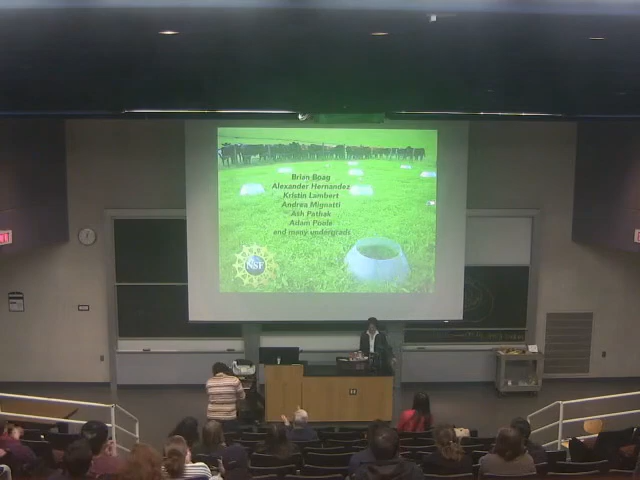 Brian Boag
Alexander Hernandez
Kristin Lambert
Andrea Mignatti
Ash Pathak
Adam Poole
and many undergrads
NSF